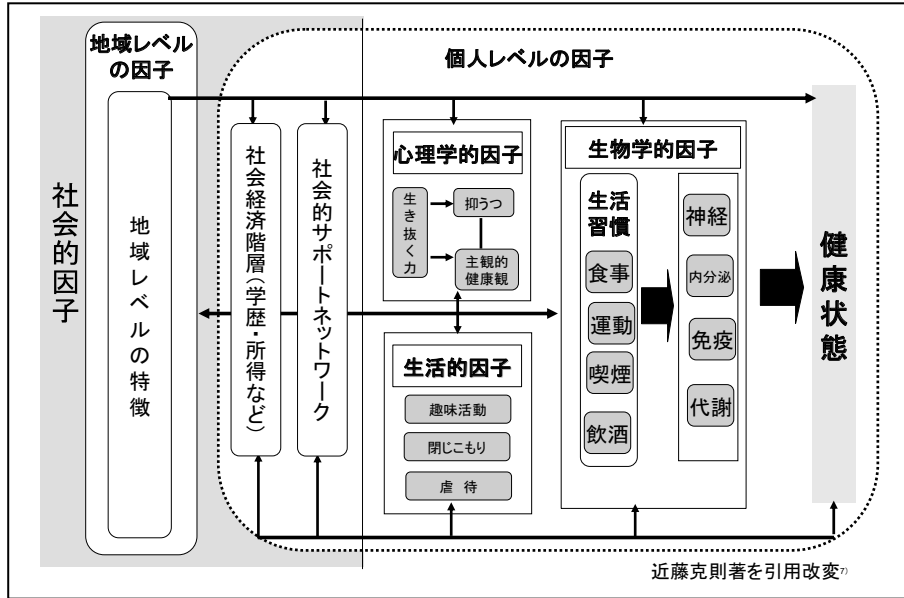 地域レベル
の因子
個人レベルの因子
社会的因子
地域レベルの特徴
社会経済階層(学歴・所得など)
社会的サポートネットワーク
心理学的因子
生き抜く力
抑うつ
主観的
健康観
生活的因子
趣味活動
閉じこもり
虐 待
生物学的因子
生活
習慣
食事
運動
喫煙
飲酒
神経
内分泌
免疫
代謝
健康状態
近藤克則著を引用改変7)